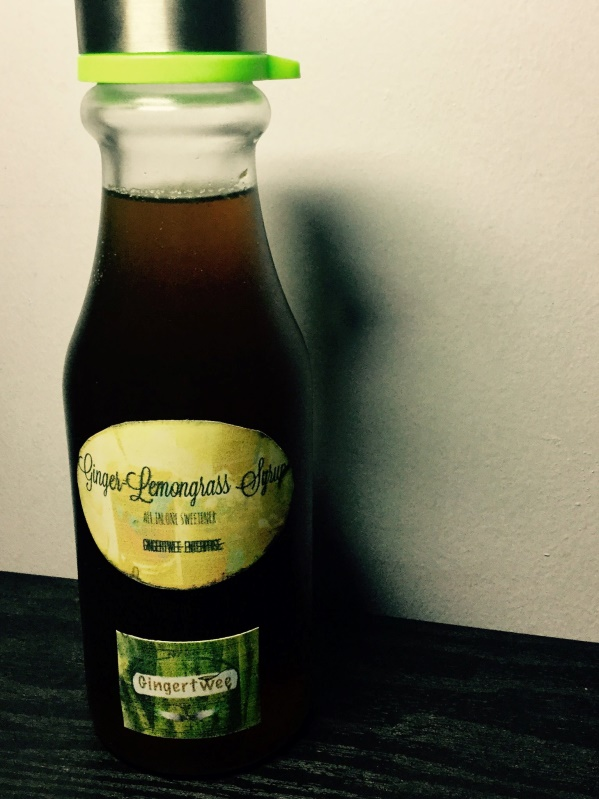 Ginger-Lemongrass Syrup
ALL IN ONE SWEETENER
GINGERTWEE ENTERPRISE
Gingertwee